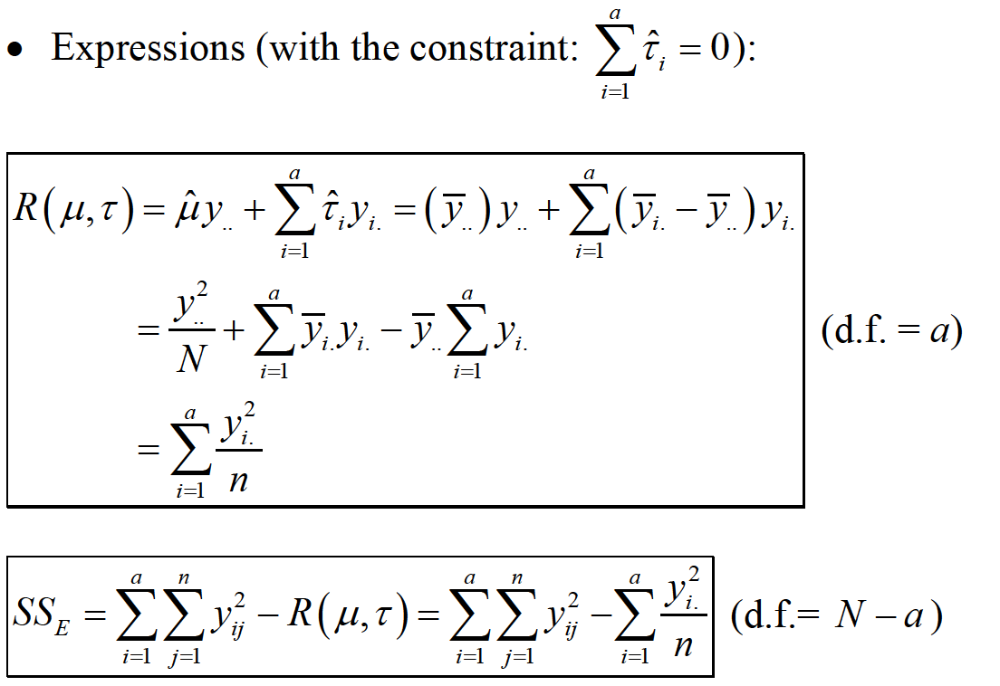 • Expressions (with the constraint: $\sum_{i=1}^{a} \hat{\tau}_i = 0$):
$R(\mu,\tau) = \hat{\mu} y_{..} + \sum_{i=1}^{a} \hat{\tau}_i y_{i.} = (\overline{y}_{..}) y_{..} + \sum_{i=1}^{a} (\overline{y}_{i.} - \overline{y}_{..}) y_{i.}$
$= \frac{y_{..}^2}{N} + \sum_{i=1}^{a} \overline{y}_{i.} y_{i.} - \overline{y}_{..} \sum_{i=1}^{a} y_{i.}$ (d.f. = $a$)
$= \sum_{i=1}^{a} \frac{y_{i.}^2}{n}$
$SS_E = \sum_{i=1}^{a} \sum_{j=1}^{n} y_{ij}^2 - R(\mu,\tau) = \sum_{i=1}^{a} \sum_{j=1}^{n} y_{ij}^2 - \sum_{i=1}^{a} \frac{y_{i.}^2}{n}$ (d.f.= $N - a$)